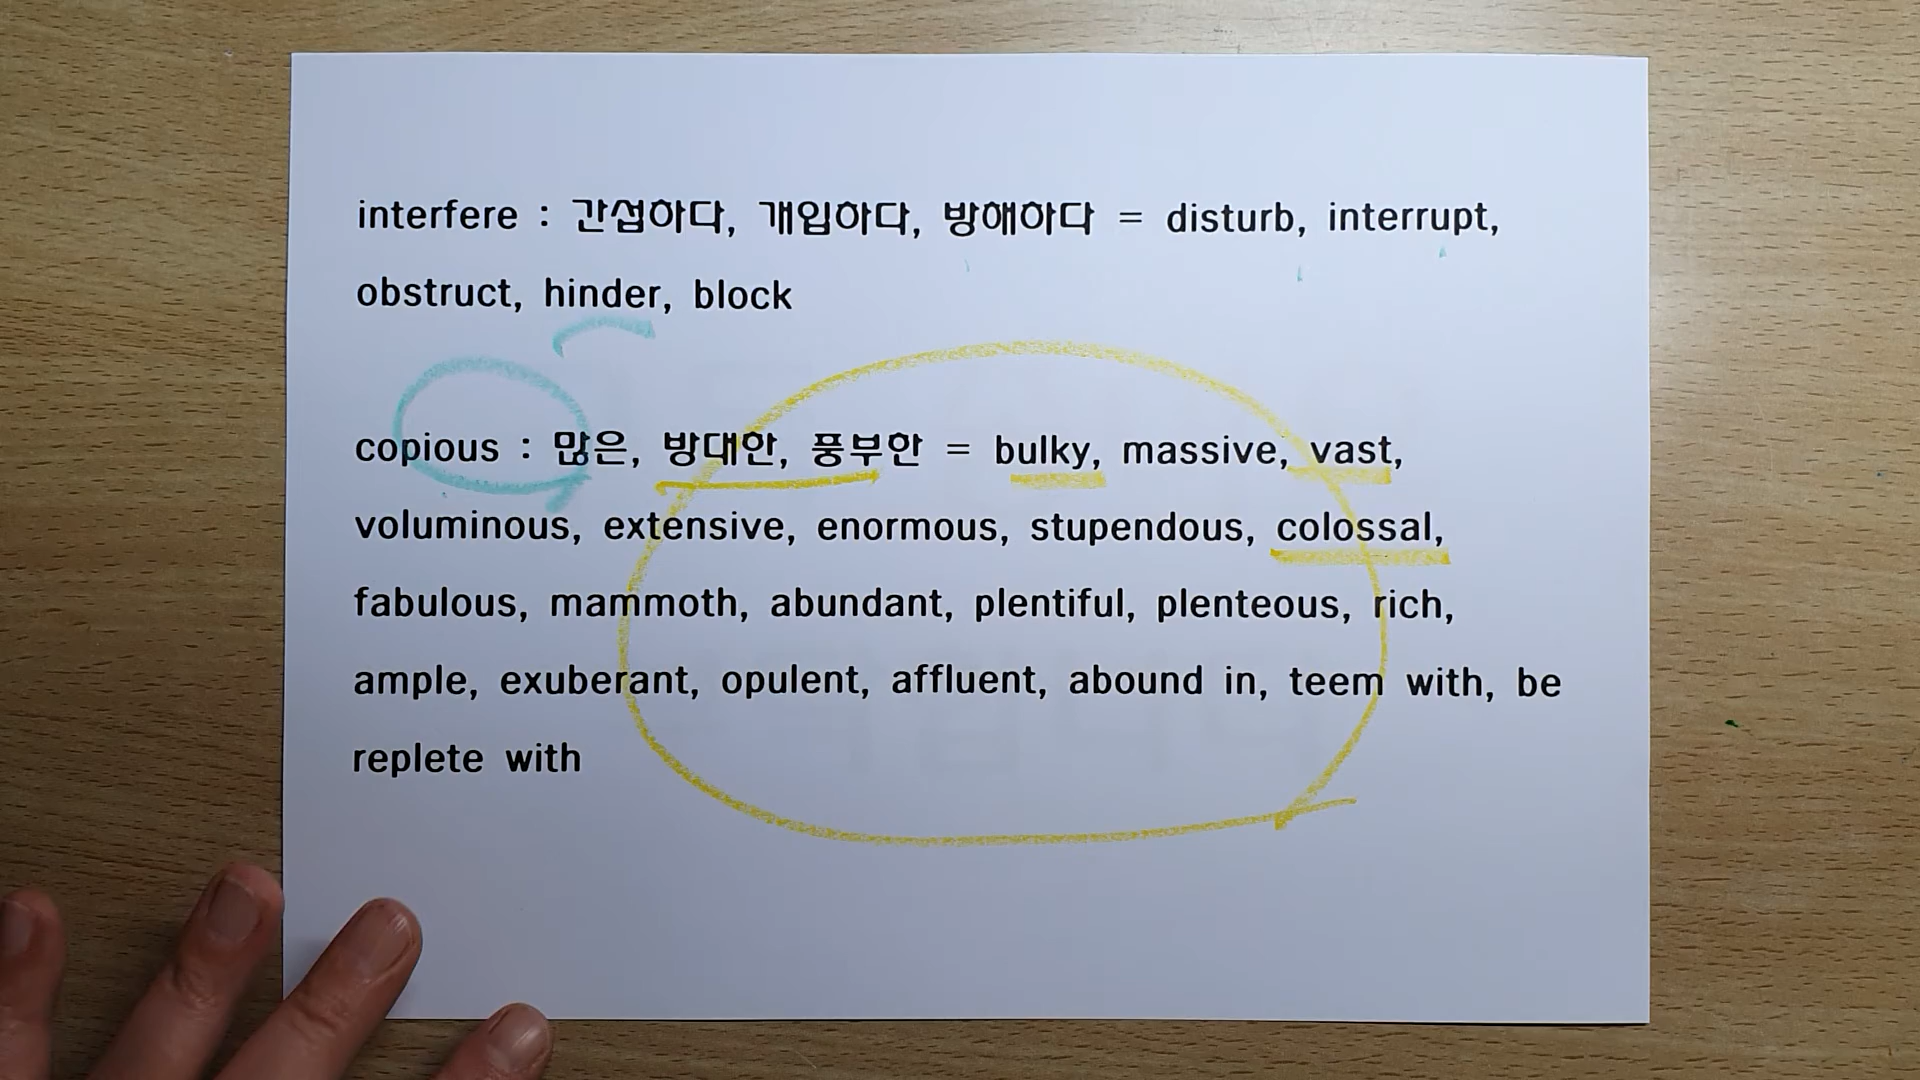 interfere : 간섭하다, 개입하다, 방애하다 = disturb, interrupt,
obstruct, hinder, block
copious : 많은, 방대한, 풍부한 = bulky, massive, vast,
voluminous, extensive, enormous, stupendous, colossal,
fabulous, mammoth, abundant, plentiful, plenteous, rich,
ample, exuberant, opulent, affluent, abound in, teem with, be
replete with